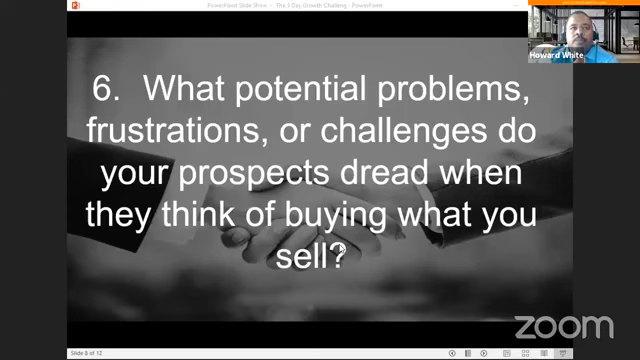 PowerPoint Slide Show - The 3 Day Growth Challeng - PowerPoint
Howard White
6. What potential problems,
frustrations, or challenges do
your prospects dread when
they think of buying what you
sell?
Slide 8 of 12
zoom